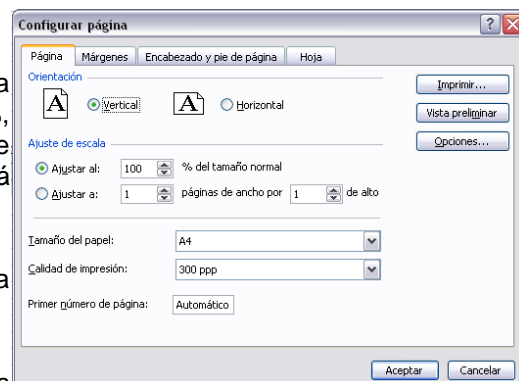 Configurar página
Página Márgenes Encabezado y pie de página Hoja
Orientación
A Vertical A Horizontal
Imprimir...
Vista preliminar
Ajuste de escala
Opciones...
Ajustar al: 100 % del tamaño normal
Ajustar a: 1 páginas de ancho por 1 de alto
Tamaño del papel: A4
Calidad de impresión: 300 ppp
Primer número de página: Automático
Aceptar Cancelar